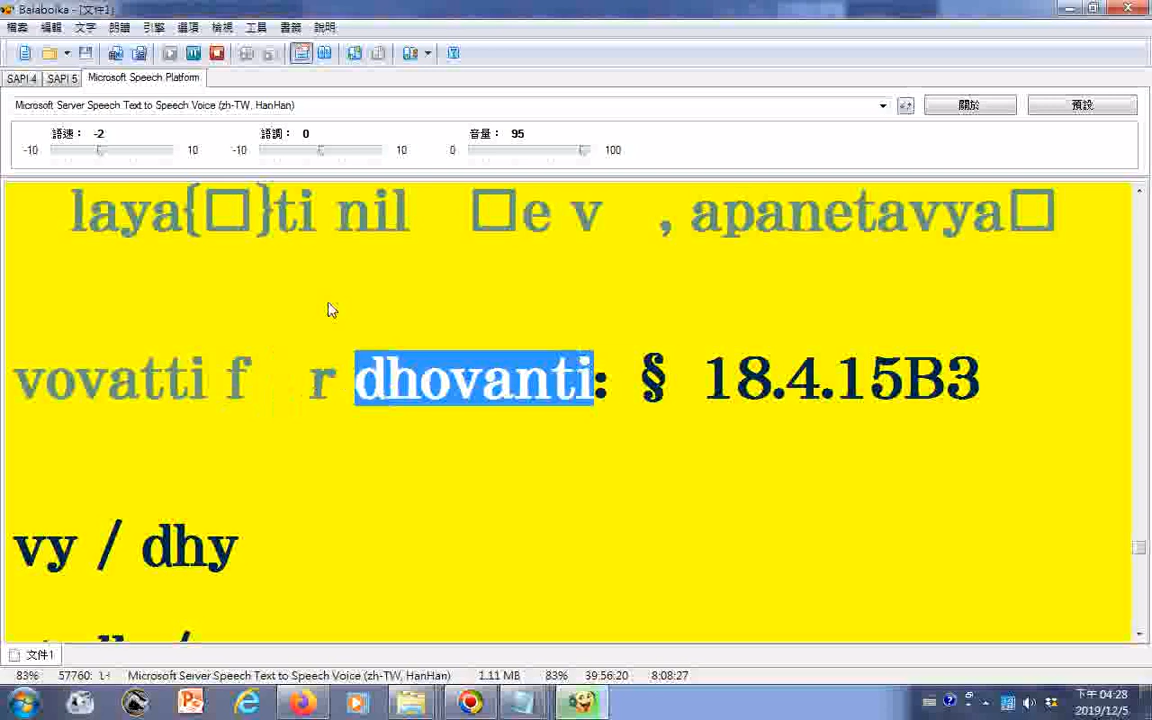 Balabolka - [文件1]
檔案 編輯 文字 朗讀 引擎 選項 檢視 工具 書籤 說明
SAPI 4 SAPI 5 Microsoft Speech Platform
Microsoft Server Speech Text to Speech Voice (zh-TW, HanHan) 關於 預設
語速： -2 語調： 0 音量： 95
-10 10 -10 10 0 100
laya{□}ti nil □e v , apanetavya□
vovatti f r dhovanti: § 18.4.15B3
vy / dhy
文件1
83% 57760: Microsoft Server Speech Text to Speech Voice (zh-TW, HanHan) 1.11 MB 83% 39:56:20 8:08:27
下午 04:28
2019/12/5